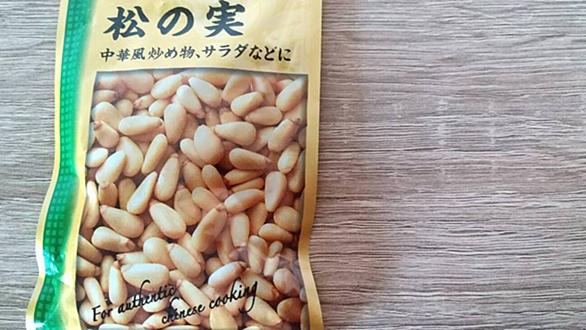 松の実
中華風炒め物、サラダなどに
For authentic
chinese cooking